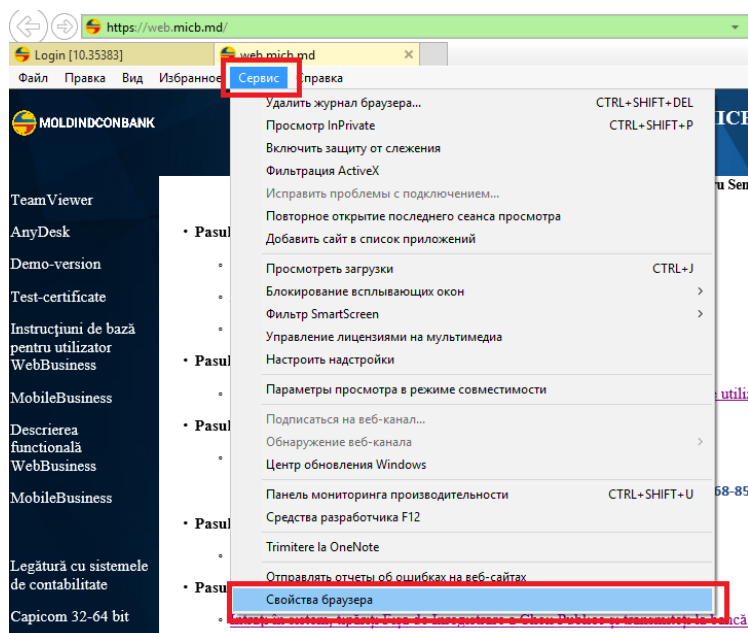 https://web.micb.md/
Login [10.35383]
web.micb.md
Файл Правка Вид Избранное Сервис Справка
MOLDINDCONBANK
TeamViewer
AnyDesk
Demo-version
Test-certificate
Instrucțiuni de bază
pentru utilizator
WebBusiness
MobileBusiness
Descrierea
funcțională
WebBusiness
MobileBusiness
Legătură cu sistemele
de contabilitate
Capicom 32-64 bit
Удалить журнал браузера... CTRL+SHIFT+DEL
Просмотр InPrivate CTRL+SHIFT+P
Включить защиту от слежения
Фильтрация ActiveX
Исправить проблемы с подключением...
Повторное открытие последнего сеанса просмотра
Добавить сайт в список приложений
Просмотреть загрузки CTRL+J
Блокирование всплывающих окон
Фильтр SmartScreen
Управление лицензиями на мультимедиа
Настроить надстройки
Параметры просмотра в режиме совместимости
Подписаться на веб-канал...
Обнаружение веб-канала
Центр обновления Windows
Панель мониторинга производительности CTRL+SHIFT+U
Средства разработчика F12
Trimitere la OneNote
Отправлять отчеты об ошибках на веб-сайтах
Свойства браузера
Pasul
Pasul
Pasul
Pasul
Pasu
68-85